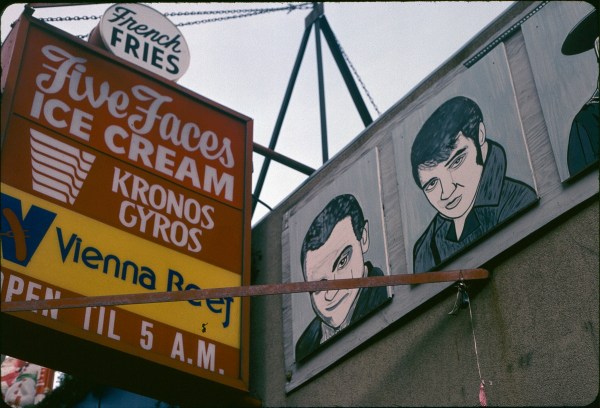 French
FRIES
Five Faces
ICE CREAM
KRONOS
GYROS
Vienna Beef
OPEN 'TIL 5 A.M.